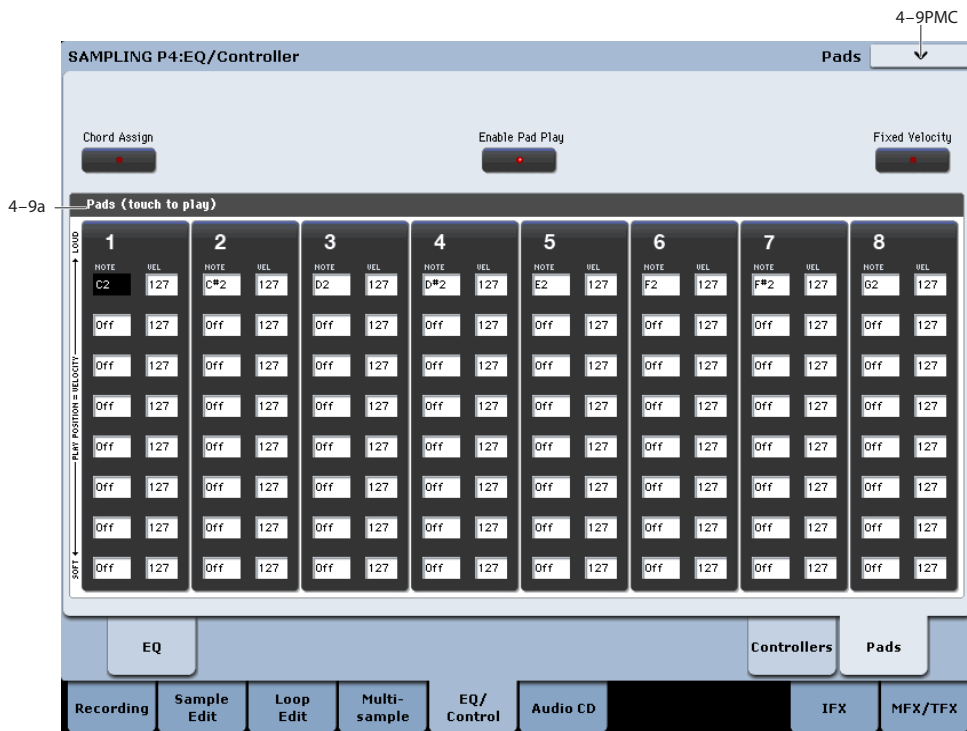 4–9PMC
SAMPLING P4:EQ/Controller Pads
Chord Assign Enable Pad Play Fixed Velocity
4–9a
Pads (touch to play)
LOUD
PLAY POSITION = VELOCITY
SOFT
1 2 3 4 5 6 7 8
NOTE VEL NOTE VEL NOTE VEL NOTE VEL NOTE VEL NOTE VEL NOTE VEL NOTE VEL
C2 127 C#2 127 D2 127 D#2 127 E2 127 F2 127 F#2 127 G2 127
Off 127 Off 127 Off 127 Off 127 Off 127 Off 127 Off 127 Off 127
Off 127 Off 127 Off 127 Off 127 Off 127 Off 127 Off 127 Off 127
Off 127 Off 127 Off 127 Off 127 Off 127 Off 127 Off 127 Off 127
Off 127 Off 127 Off 127 Off 127 Off 127 Off 127 Off 127 Off 127
Off 127 Off 127 Off 127 Off 127 Off 127 Off 127 Off 127 Off 127
Off 127 Off 127 Off 127 Off 127 Off 127 Off 127 Off 127 Off 127
Off 127 Off 127 Off 127 Off 127 Off 127 Off 127 Off 127 Off 127
EQ Controllers Pads
Recording
Sample
Edit
Loop
Edit
Multi-
sample
EQ/
Control
Audio CD
IFX
MFX/TFX